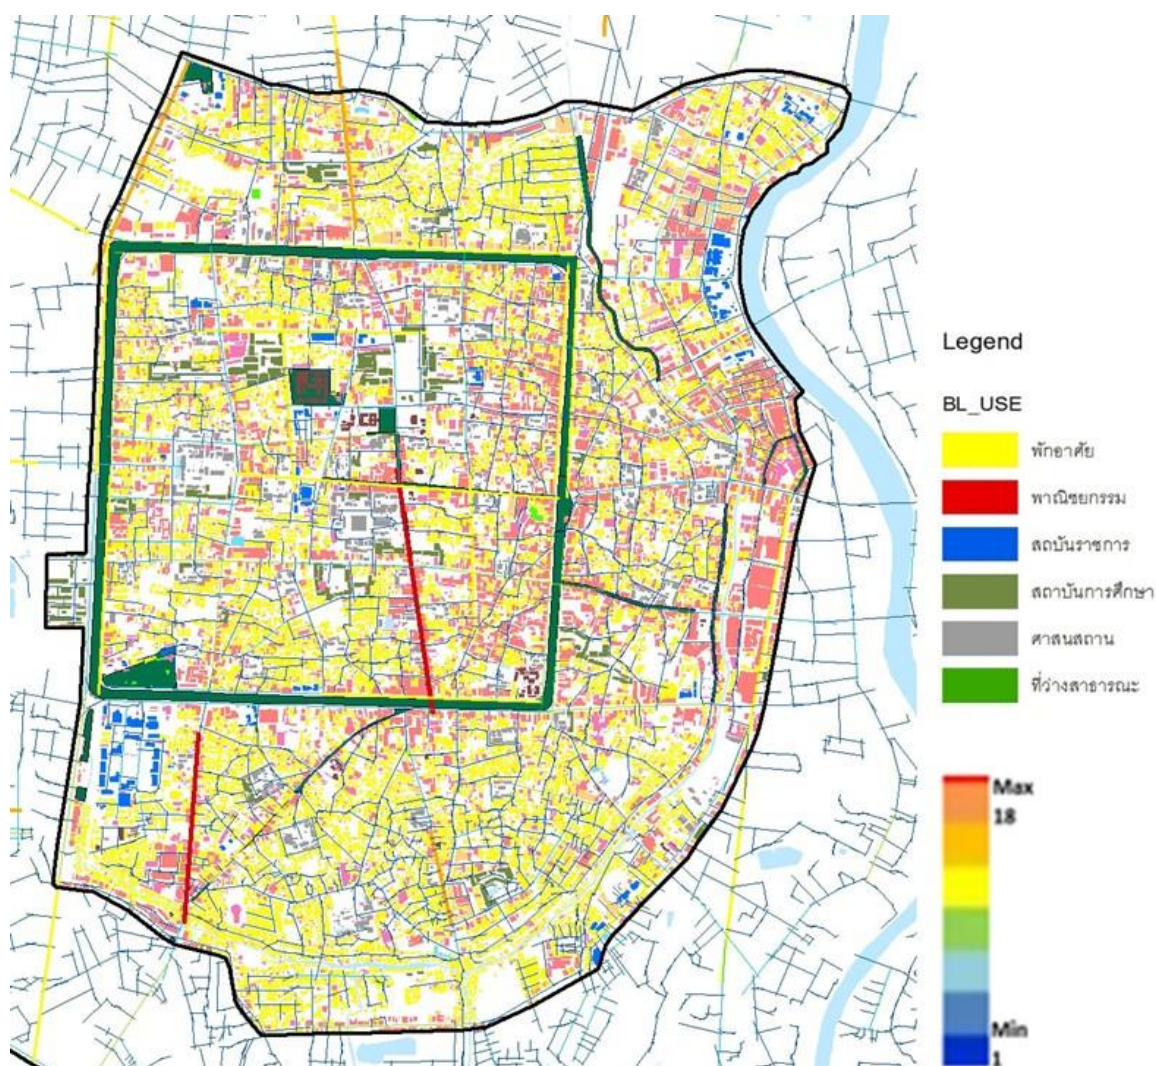 Legend
BL_USE
พักอาศัย
พาณิชยกรรม
สถบันราชการ
สถาบันการศึกษา
ศาสนสถาน
ที่ว่างสาธารณะ
Max
18
Min
1